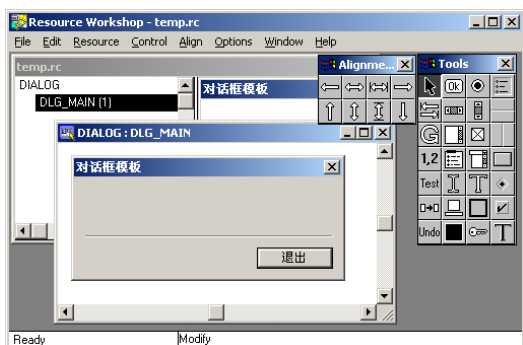 Resource Workshop - temp.rc
File Edit Resource Control Align Options Window Help
temp.rc
DIALOG
DLG_MAIN (1)
对话框模板
Alignme...
Tools
Ok
G
1,2
Test
T
Undo
T
DIALOG : DLG_MAIN
对话框模板
退出
Ready
Modify